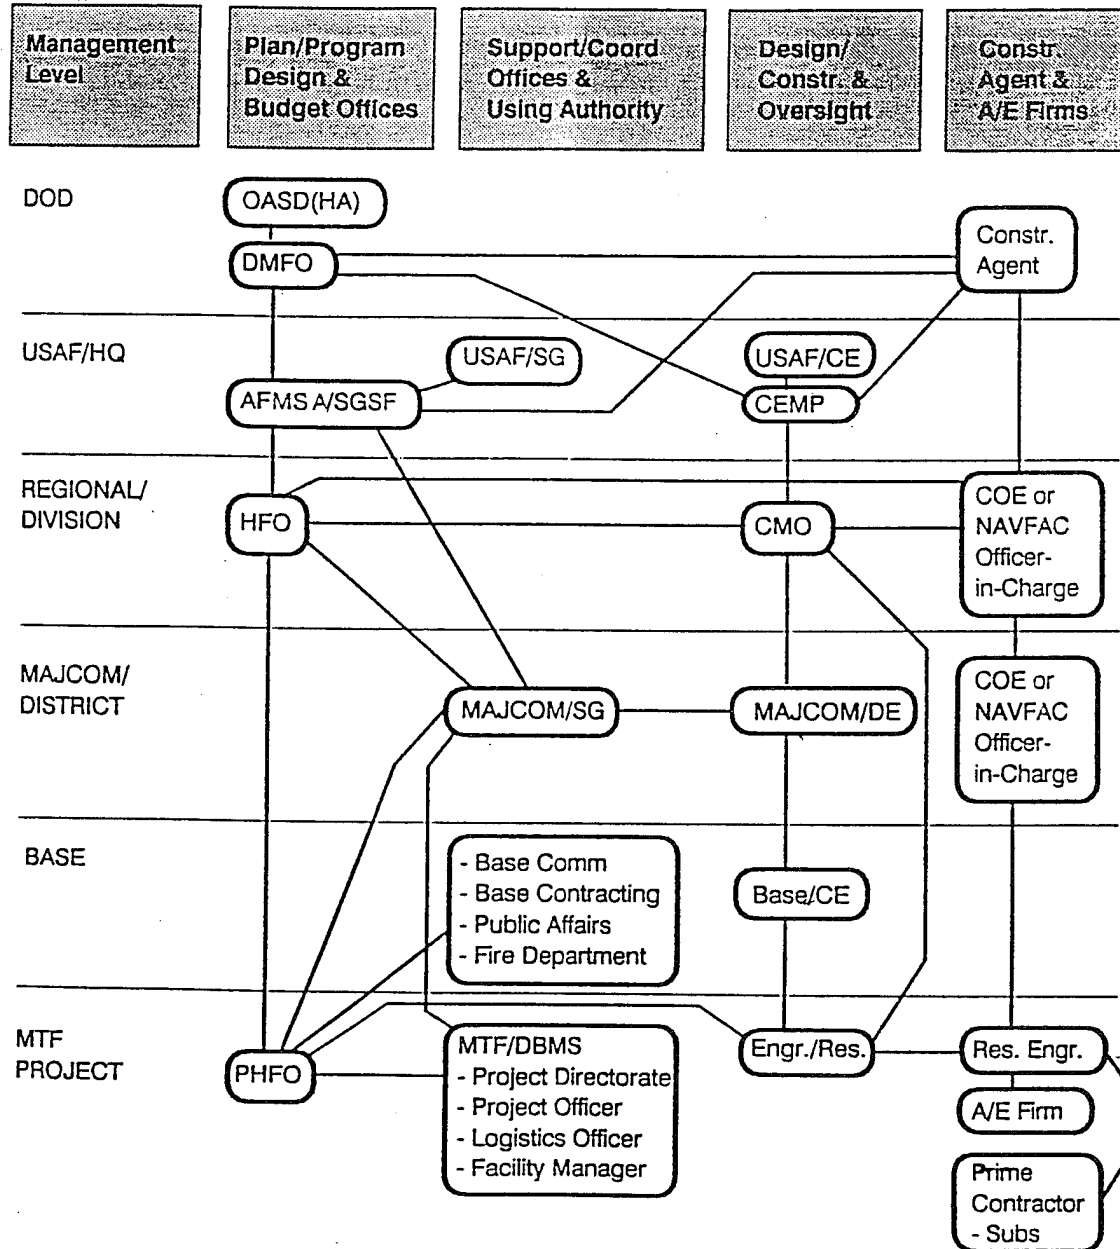 Management
Level
Plan/Program
Design &
Budget Offices
Support/Coord
Offices &
Using Authority
Design/
Constr. &
Oversight
Constr.
Agent &
A/E Firms
DOD
OASD(HA)
DMFO
Constr.
Agent
USAF/HQ
USAF/SG
USAF/CE
AFMSA/SGSF
CEMP
REGIONAL/
DIVISION
HFO
CMO
COE or
NAVFAC
Officer-
in-Charge
MAJCOM/
DISTRICT
MAJCOM/SG
MAJCOM/DE
COE or
NAVFAC
Officer-
in-Charge
BASE
- Base Comm
- Base Contracting
- Public Affairs
- Fire Department
Base/CE
MTF
PROJECT
PHFO
MTF/DBMS
- Project Directorate
- Project Officer
- Logistics Officer
- Facility Manager
Engr./Res.
Res. Engr.
A/E Firm
Prime
Contractor
- Subs